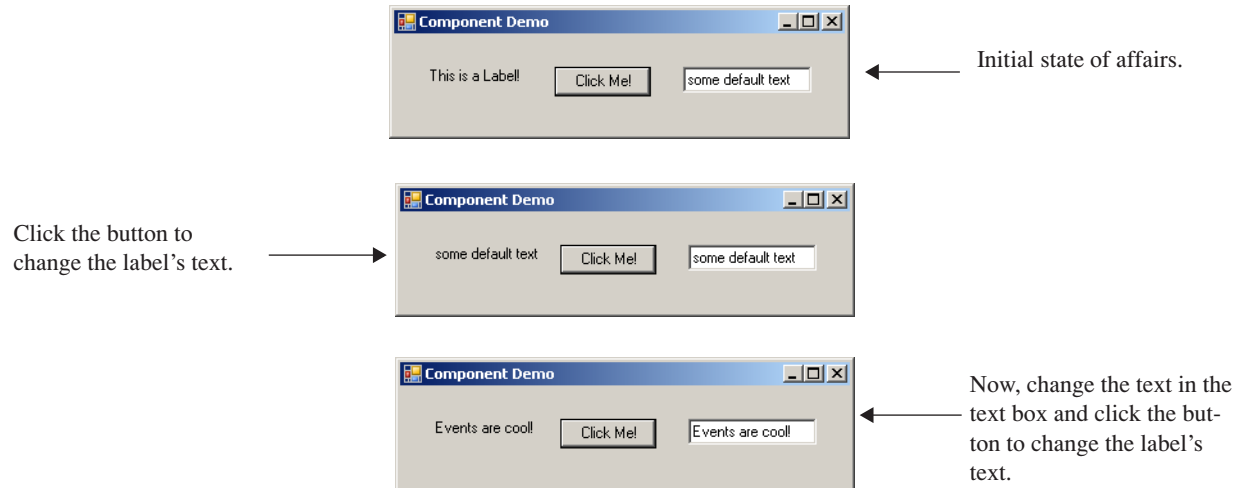 Component Demo
This is a Label!
Click Me!
some default text
Initial state of affairs.
Click the button to
change the label's text.
Component Demo
some default text
Click Me!
some default text
Component Demo
Events are cool!
Click Me!
Events are cool!
Now, change the text in the
text box and click the but-
ton to change the label's
text.